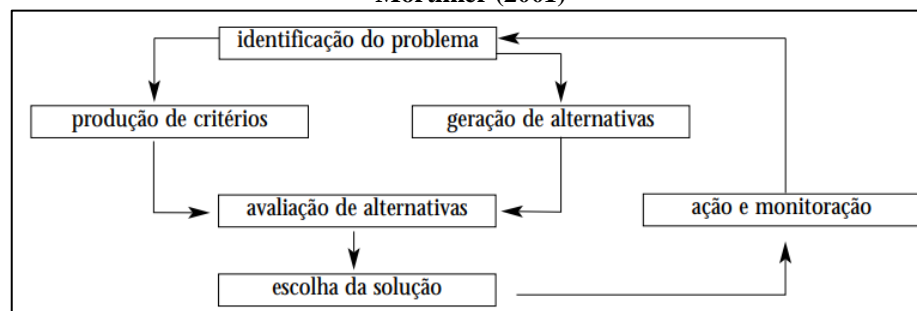 Mortimer (2001)
identificação do problema
produção de critérios
geração de alternativas
avaliação de alternativas
ação e monitoração
escolha da solução